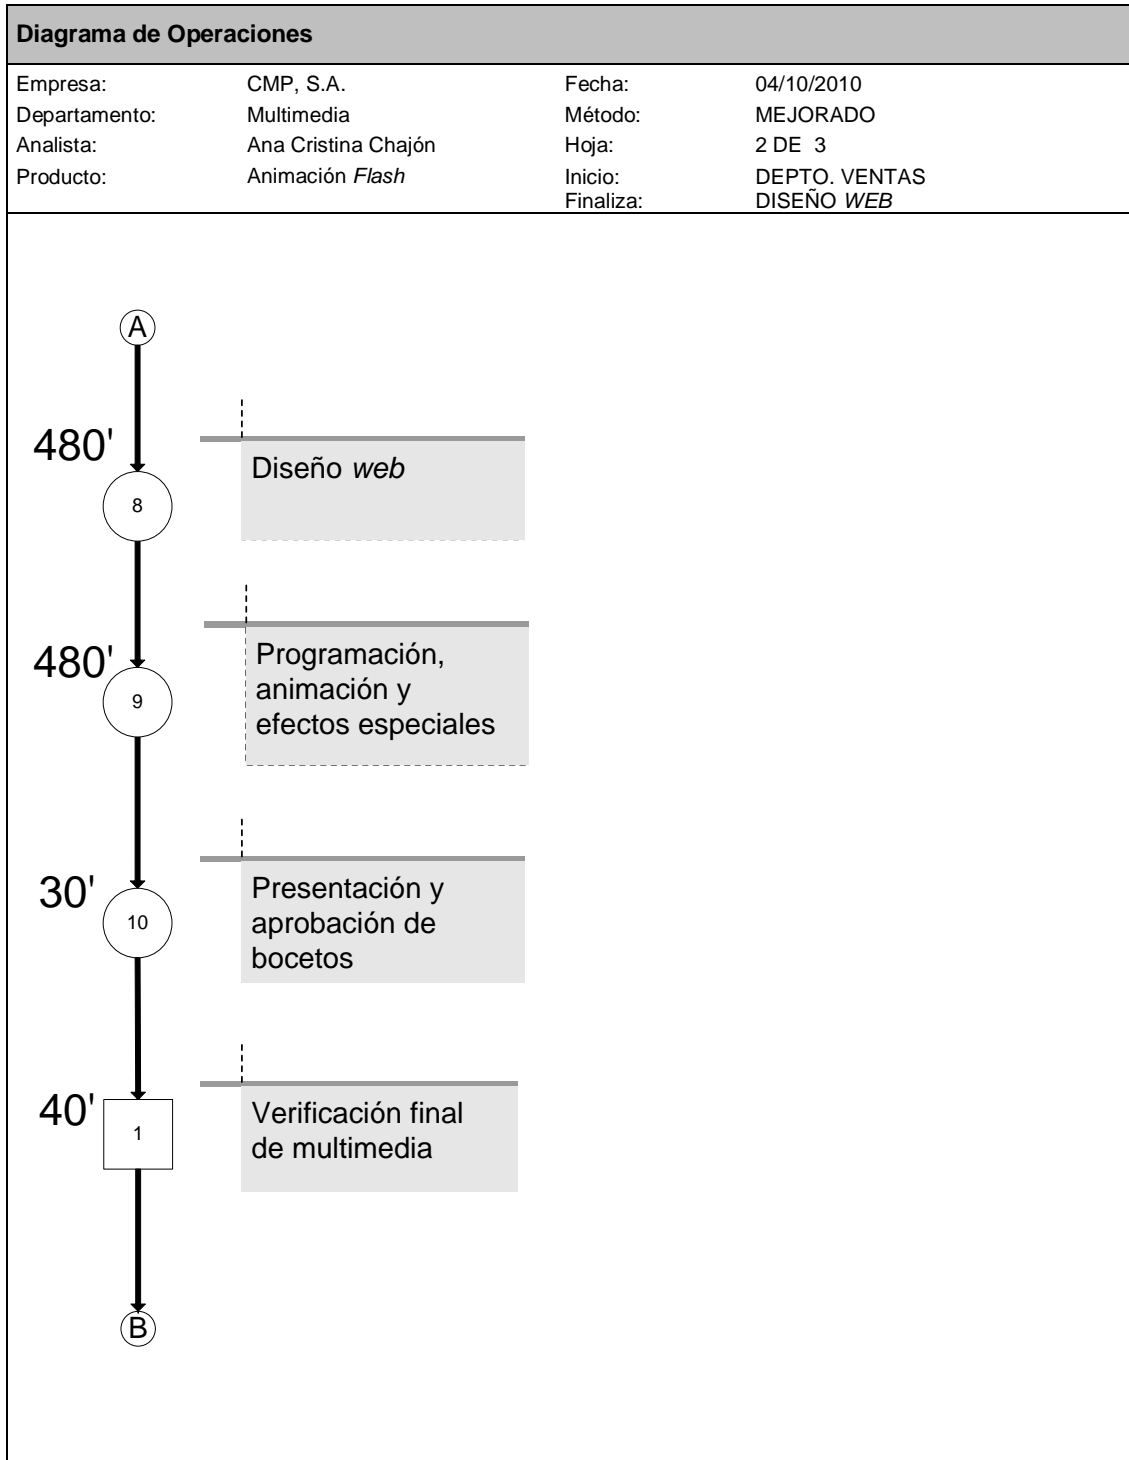 Diagrama de Operaciones
Empresa: CMP, S.A. Fecha: 04/10/2010
Departamento: Multimedia Método: MEJORADO
Analista: Ana Cristina Chajón Hoja: 2 DE 3
Producto: Animación Flash Inicio: DEPTO. VENTAS
Finaliza: DISEÑO WEB
A
480'
8
Diseño web
480'
9
Programación,
animación y
efectos especiales
30'
10
Presentación y
aprobación de
bocetos
40'
1
Verificación final
de multimedia
B